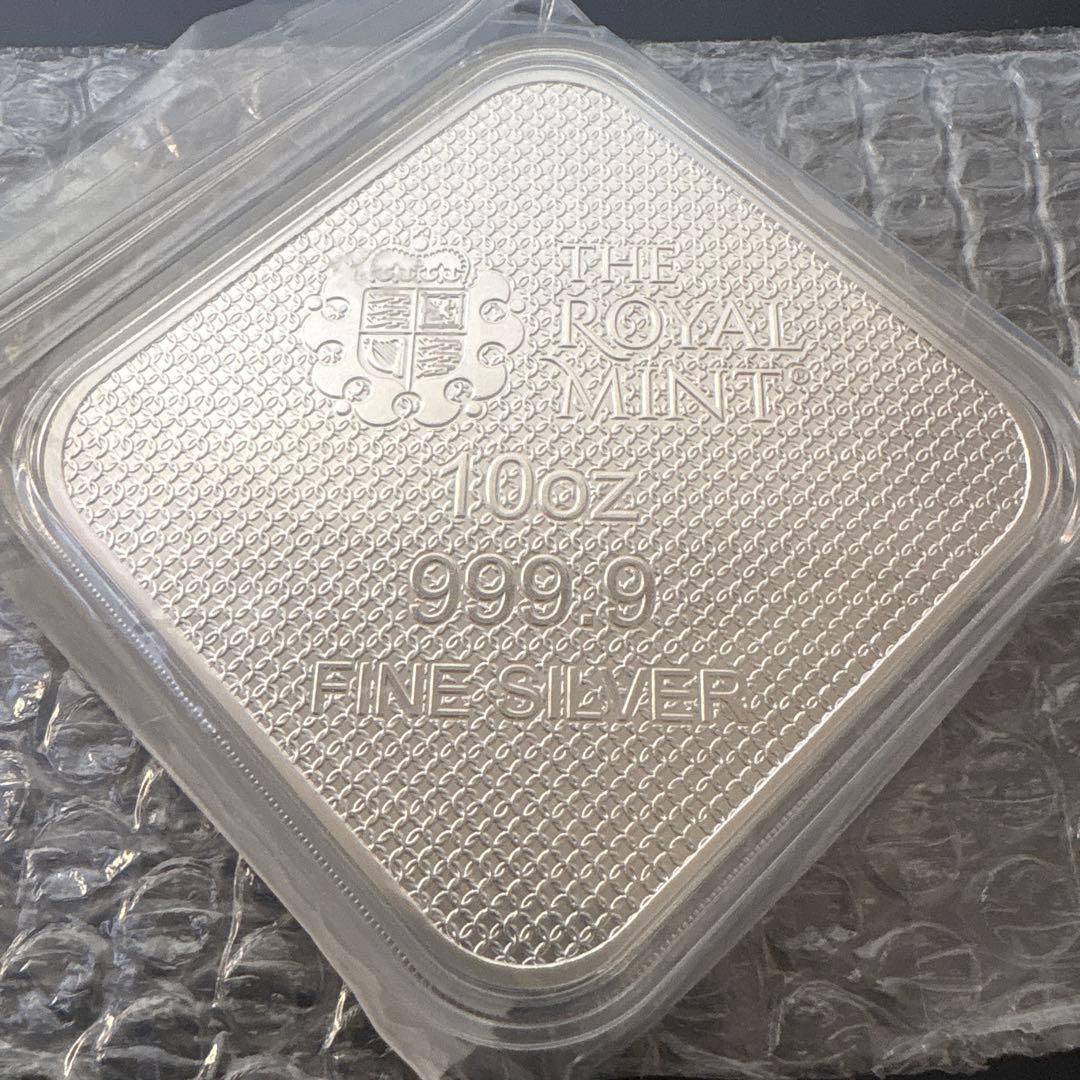 THE
ROYAL
MINT®
10oz
999.9
FINE SILVER